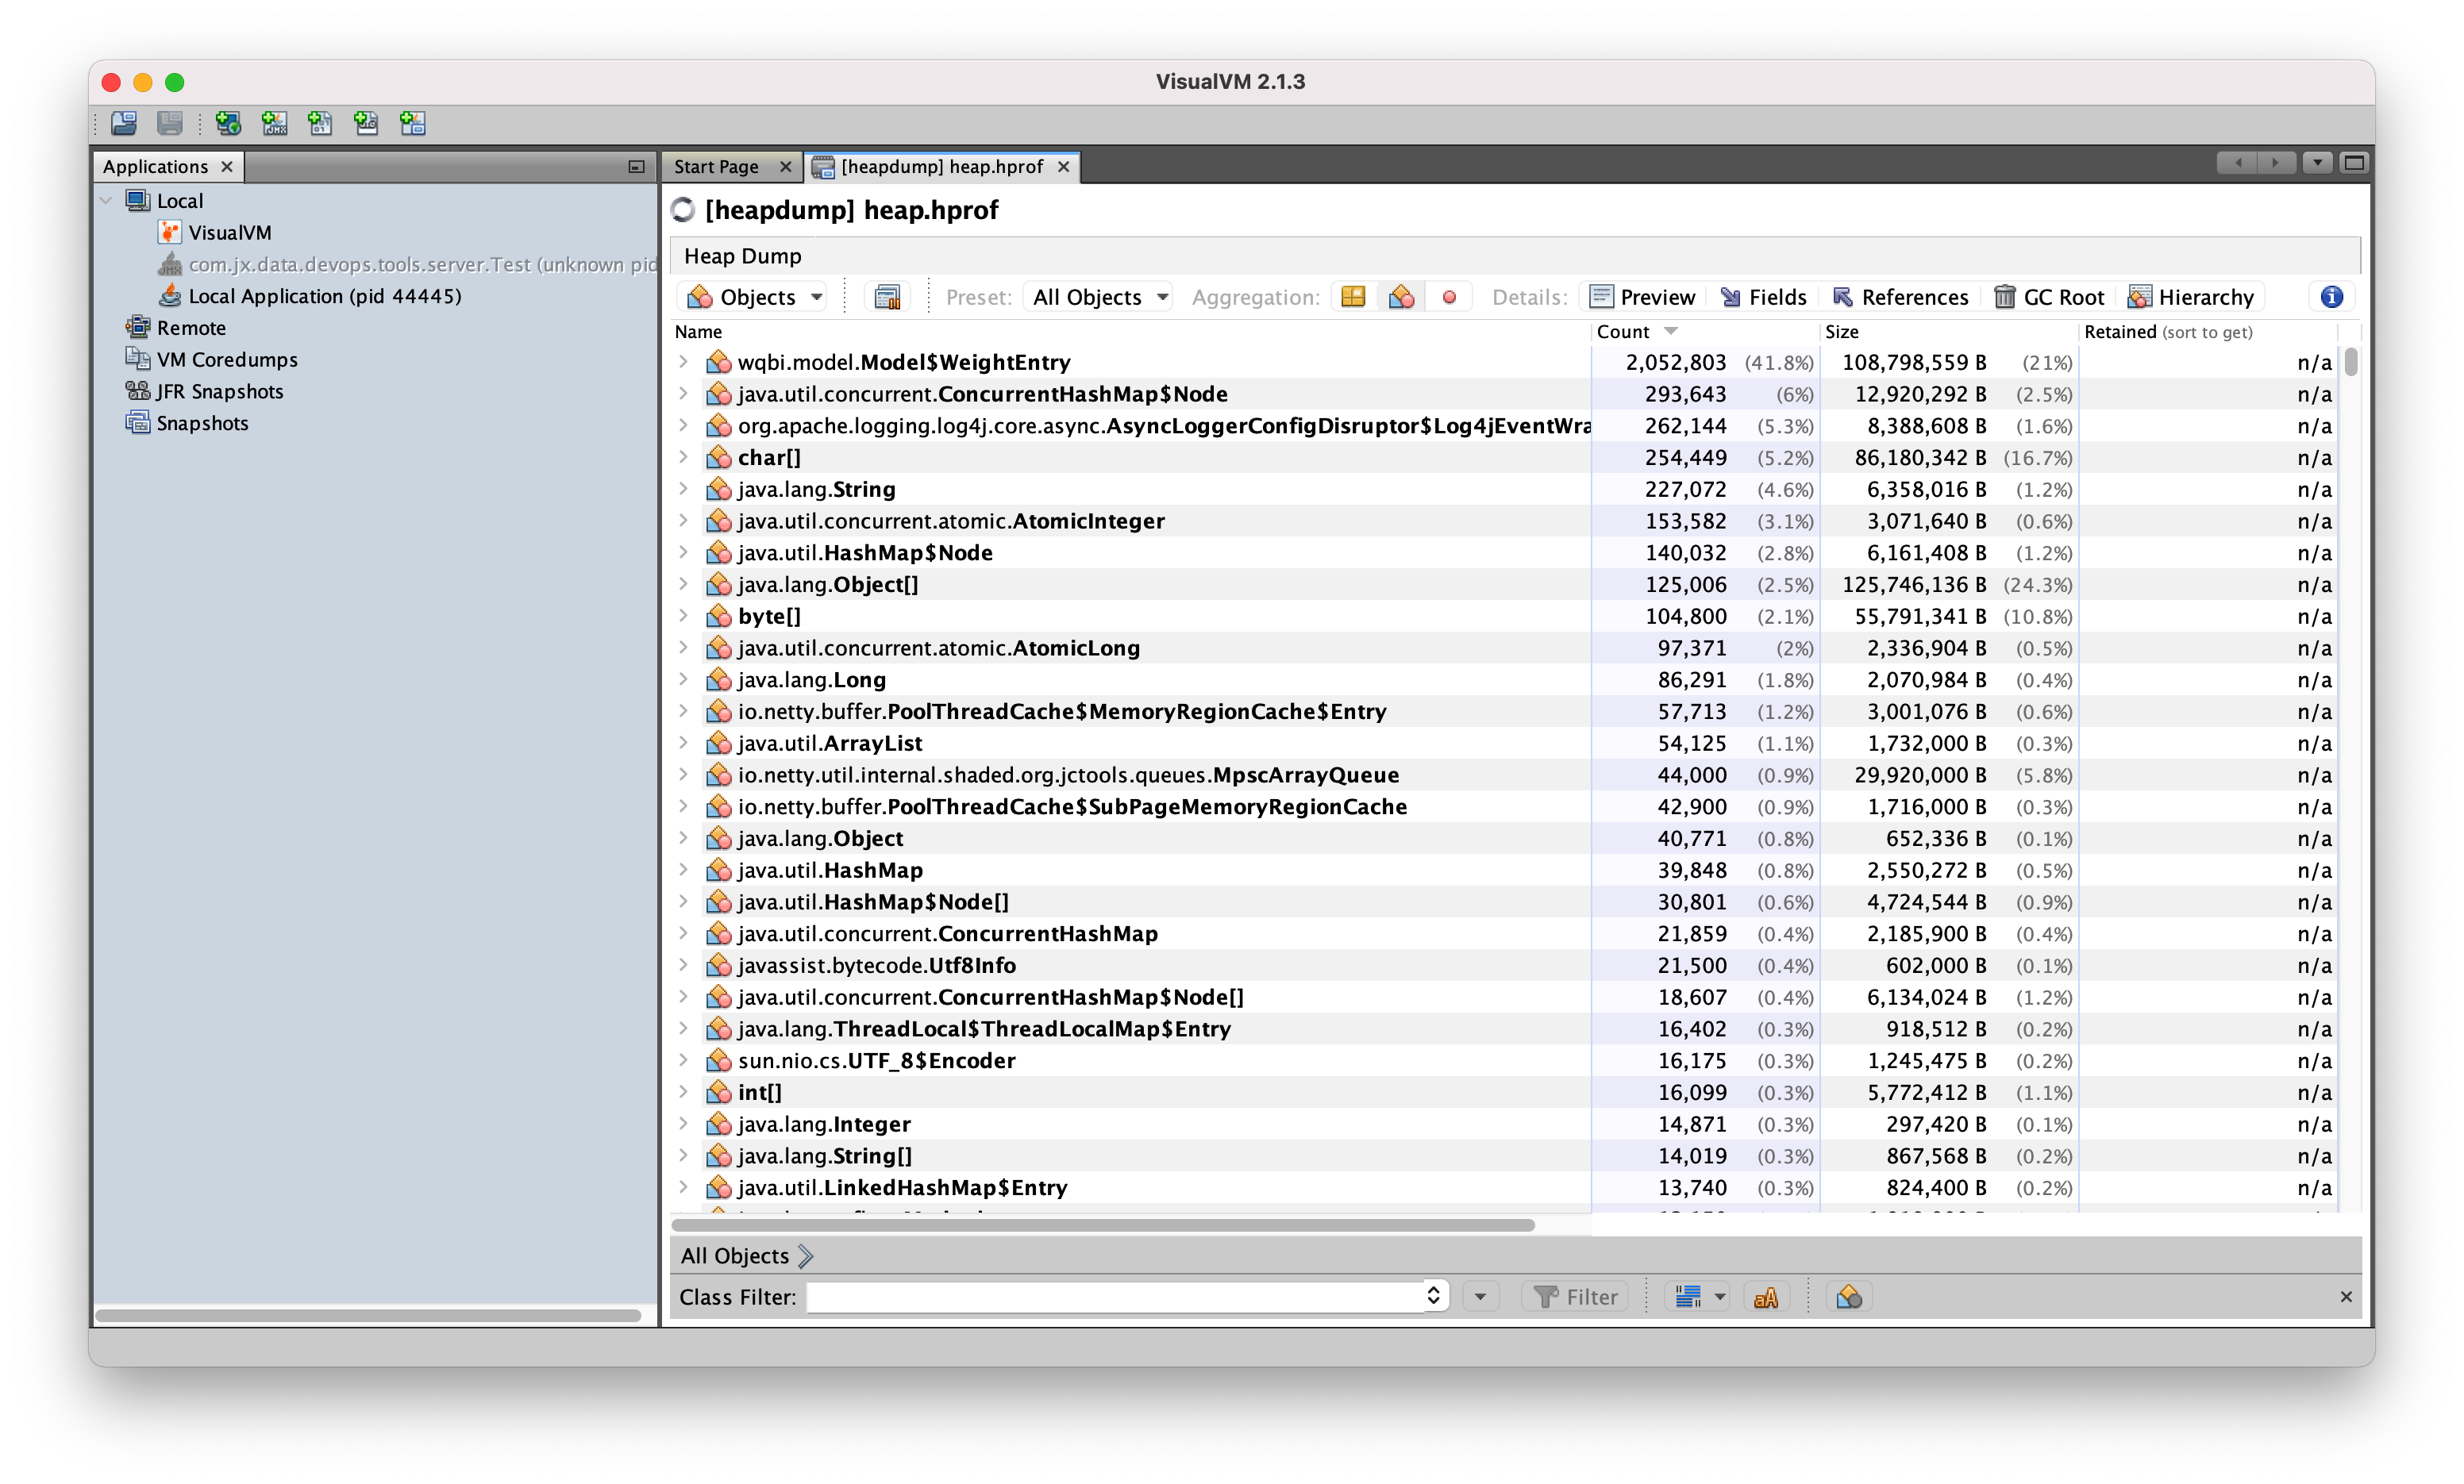 VisualVM 2.1.3
Applications
Start Page
[heapdump] heap.hprof
Local
VisualVM
com.jx.data.devops.tools.server.Test (unknown pid
Local Application (pid 44445)
Remote
VM Coredumps
JFR Snapshots
Snapshots
[heapdump] heap.hprof
Heap Dump
Objects Preset: All Objects Aggregation: Details: Preview Fields References GC Root Hierarchy
Name Count Size Retained (sort to get)
wqbi.model.Model$WeightEntry 2,052,803 (41.8%) 108,798,559 B (21%) n/a
java.util.concurrent.ConcurrentHashMap$Node 293,643 (6%) 12,920,292 B (2.5%) n/a
org.apache.logging.log4j.core.async.AsyncLoggerConfigDisruptor$Log4jEventWra 262,144 (5.3%) 8,388,608 B (1.6%) n/a
char[] 254,449 (5.2%) 86,180,342 B (16.7%) n/a
java.lang.String 227,072 (4.6%) 6,358,016 B (1.2%) n/a
java.util.concurrent.atomic.AtomicInteger 153,582 (3.1%) 3,071,640 B (0.6%) n/a
java.util.HashMap$Node 140,032 (2.8%) 6,161,408 B (1.2%) n/a
java.lang.Object[] 125,006 (2.5%) 125,746,136 B (24.3%) n/a
byte[] 104,800 (2.1%) 55,791,341 B (10.8%) n/a
java.util.concurrent.atomic.AtomicLong 97,371 (2%) 2,336,904 B (0.5%) n/a
java.lang.Long 86,291 (1.8%) 2,070,984 B (0.4%) n/a
io.netty.buffer.PoolThreadCache$MemoryRegionCache$Entry 57,713 (1.2%) 3,001,076 B (0.6%) n/a
java.util.ArrayList 54,125 (1.1%) 1,732,000 B (0.3%) n/a
io.netty.util.internal.shaded.org.jctools.queues.MpscArrayQueue 44,000 (0.9%) 29,920,000 B (5.8%) n/a
io.netty.buffer.PoolThreadCache$SubPageMemoryRegionCache 42,900 (0.9%) 1,716,000 B (0.3%) n/a
java.lang.Object 40,771 (0.8%) 652,336 B (0.1%) n/a
java.util.HashMap 39,848 (0.8%) 2,550,272 B (0.5%) n/a
java.util.HashMap$Node[] 30,801 (0.6%) 4,724,544 B (0.9%) n/a
java.util.concurrent.ConcurrentHashMap 21,859 (0.4%) 2,185,900 B (0.4%) n/a
javassist.bytecode.Utf8Info 21,500 (0.4%) 602,000 B (0.1%) n/a
java.util.concurrent.ConcurrentHashMap$Node[] 18,607 (0.4%) 6,134,024 B (1.2%) n/a
java.lang.ThreadLocal$ThreadLocalMap$Entry 16,402 (0.3%) 918,512 B (0.2%) n/a
sun.nio.cs.UTF_8$Encoder 16,175 (0.3%) 1,245,475 B (0.2%) n/a
int[] 16,099 (0.3%) 5,772,412 B (1.1%) n/a
java.lang.Integer 14,871 (0.3%) 297,420 B (0.1%) n/a
java.lang.String[] 14,019 (0.3%) 867,568 B (0.2%) n/a
java.util.LinkedHashMap$Entry 13,740 (0.3%) 824,400 B (0.2%) n/a
All Objects
Class Filter: Filter